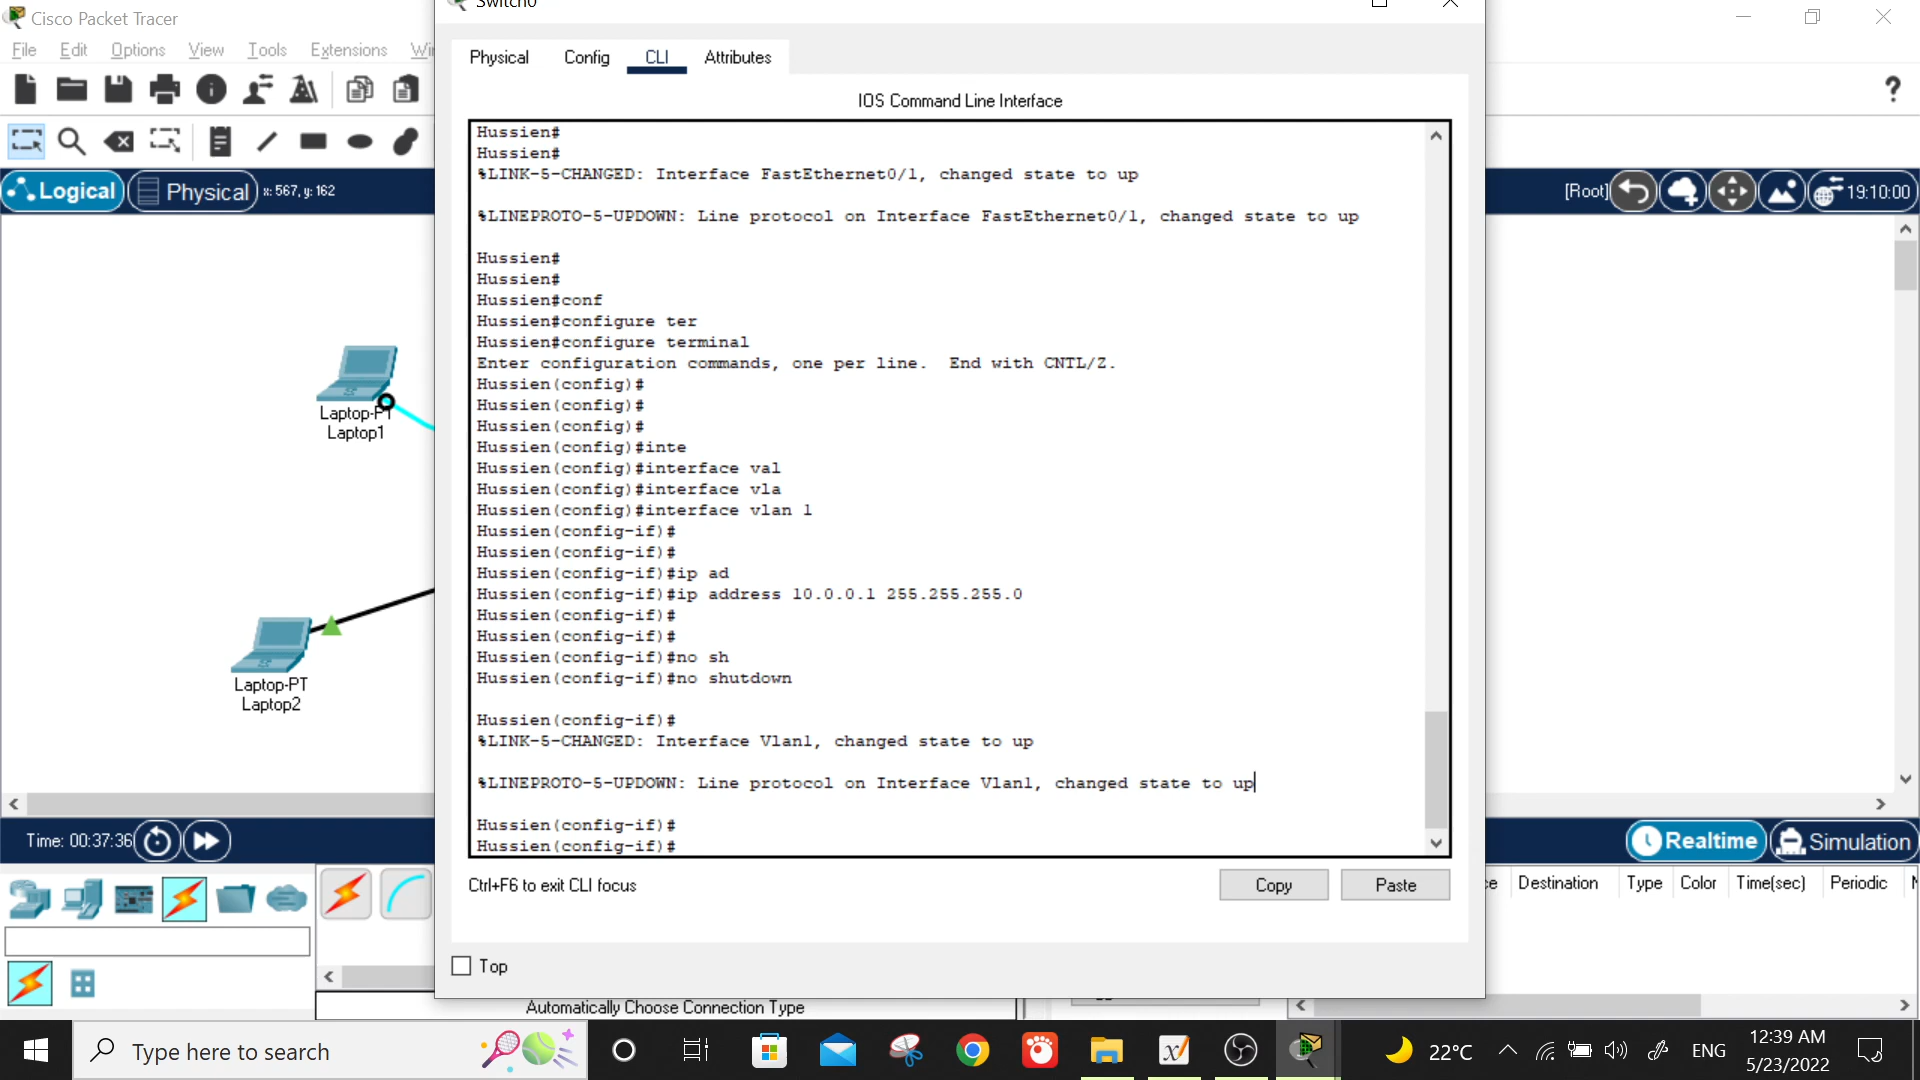 Cisco Packet Tracer
File Edit Options View Tools Extensions
Logical Physical x: 567, y: 162
Laptop-PT
Laptop1
Laptop-PT
Laptop2
Time: 00:37:36
Switch0
Physical Config CLI Attributes
IOS Command Line Interface
Hussien#
Hussien#
%LINK-5-CHANGED: Interface FastEthernet0/1, changed state to up
%LINEPROTO-5-UPDOWN: Line protocol on Interface FastEthernet0/1, changed state to up
Hussien#
Hussien#
Hussien#conf
Hussien#configure ter
Hussien#configure terminal
Enter configuration commands, one per line. End with CNTL/Z.
Hussien(config)#
Hussien(config)#
Hussien(config)#
Hussien(config)#inte
Hussien(config)#interface val
Hussien(config)#interface vla
Hussien(config)#interface vlan 1
Hussien(config-if)#
Hussien(config-if)#
Hussien(config-if)#ip ad
Hussien(config-if)#ip address 10.0.0.1 255.255.255.0
Hussien(config-if)#
Hussien(config-if)#
Hussien(config-if)#no sh
Hussien(config-if)#no shutdown
Hussien(config-if)#
%LINK-5-CHANGED: Interface Vlan1, changed state to up
%LINEPROTO-5-UPDOWN: Line protocol on Interface Vlan1, changed state to up
Hussien(config-if)#
Hussien(config-if)#
Ctrl+F6 to exit CLI focus
Copy Paste
Top
Automatically Choose Connection Type
?
[Root] 19:10:00
Realtime Simulation
Destination Type Color Time(sec) Periodic
Type here to search
22°C ENG
12:39 AM
5/23/2022